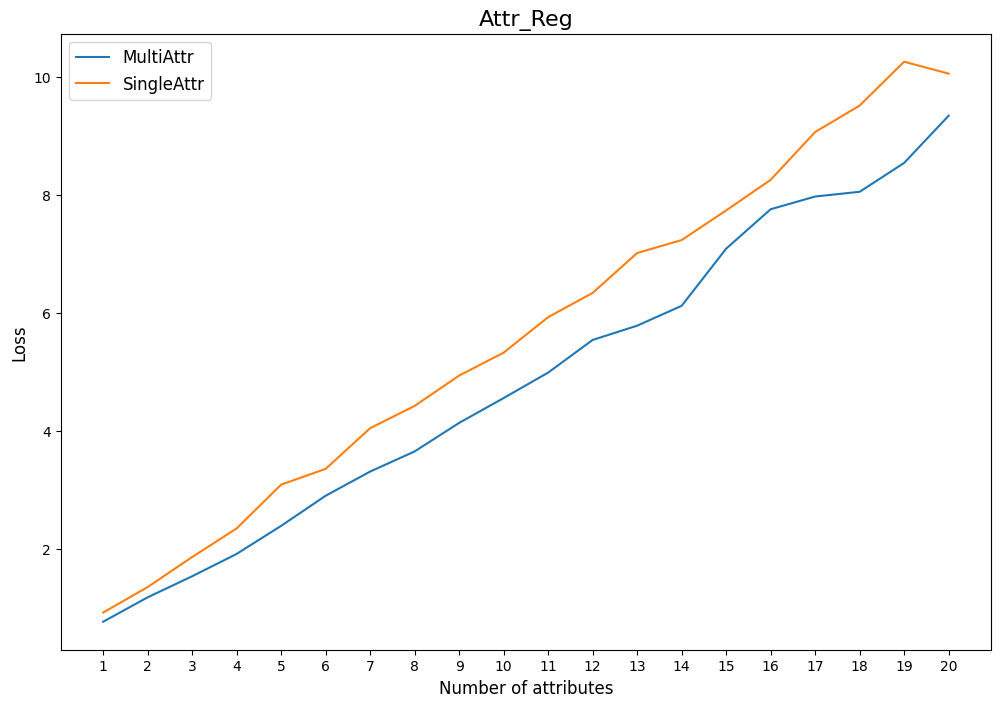 Attr_Reg
MultiAttr
SingleAttr
10
8
6
4
2
Loss
1 2 3 4 5 6 7 8 9 10 11 12 13 14 15 16 17 18 19 20
Number of attributes